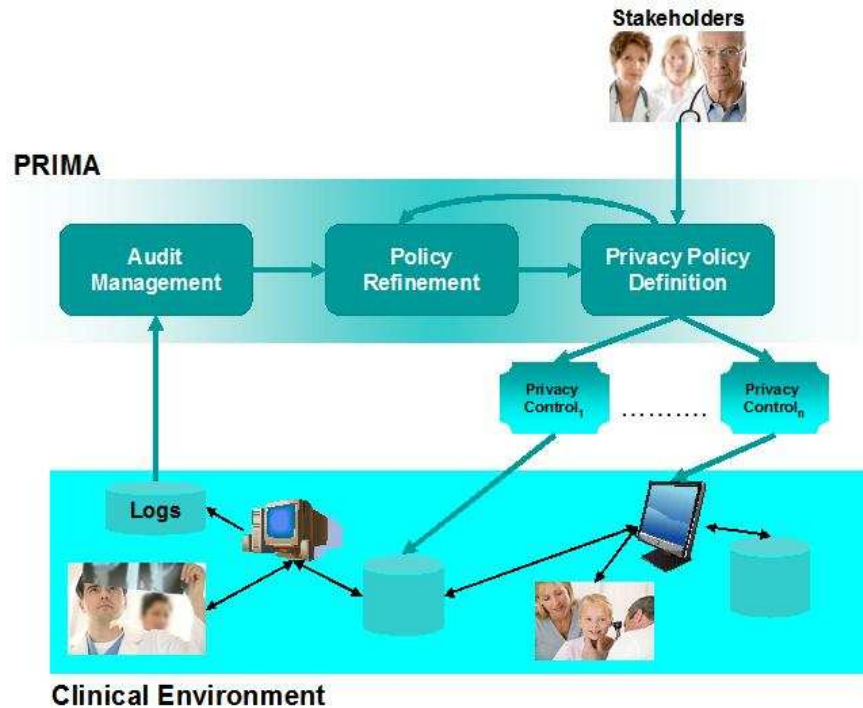 Stakeholders
PRIMA
Audit
Management
Policy
Refinement
Privacy Policy
Definition
Privacy
Control₁
..........
Privacy
Controlₙ
Logs
Clinical Environment